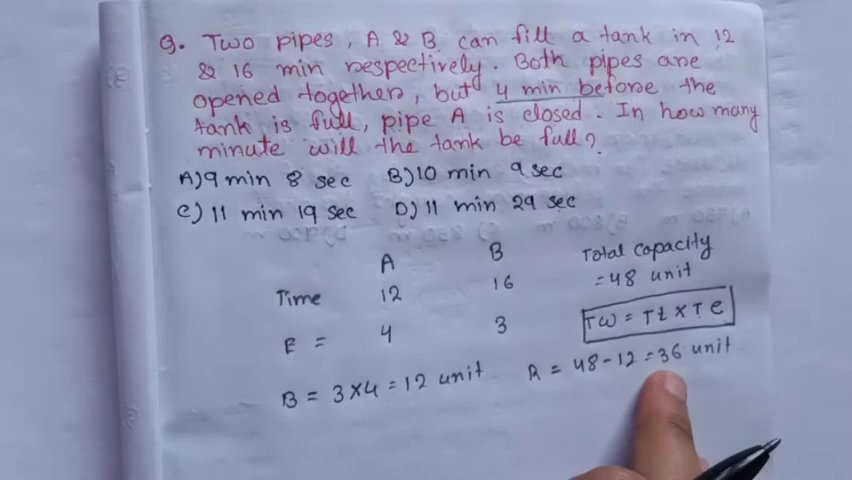 9. Two pipes, A & B can fill a tank in 12
& 16 min respectively. Both pipes are
opened together, but 4 min before the
tank is full, pipe A is closed. In how many
minute will the tank be full?
A) 9 min 8 sec B) 10 min 9 sec
C) 11 min 19 sec D) 11 min 29 sec
A B Total capacity
Time 12 16 = 48 unit
E = 4 3 Tw = Tt x Te
B = 3 x 4 = 12 unit R = 48 - 12 = 36 unit